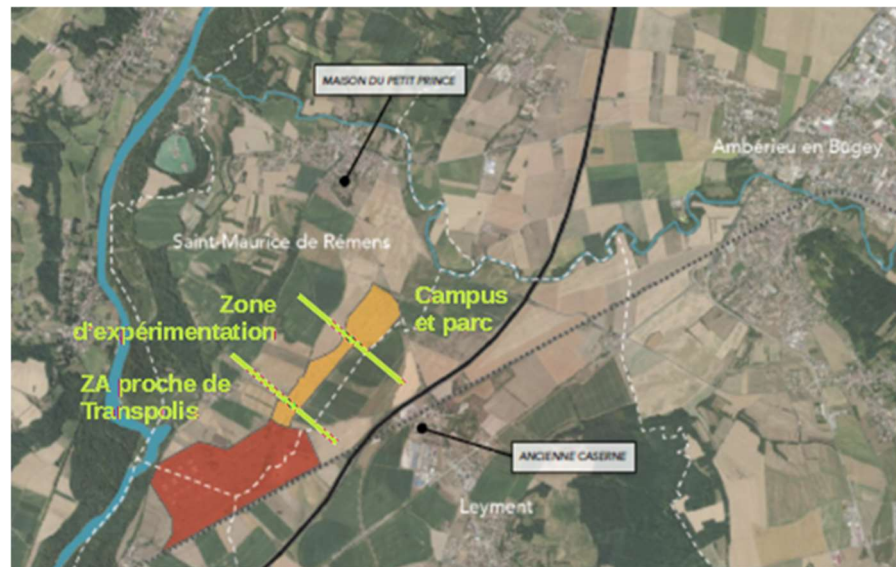 MAISON DU PETIT PRINCE
Ambérieu en Bugey
Saint-Maurice de Rémens
Zone
d'expérimentation
Campus
et parc
ZA proche de
Transpolis
ANCIENNE CASERNE
Leyment